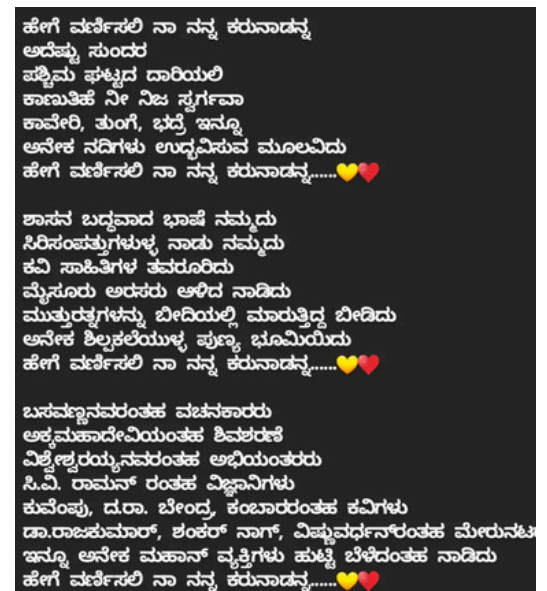 ಹೇಗೆ ವರ್ಣಿಸಲಿ ನಾ ನನ್ನ ಕರುನಾಡನ್ನ
ಅದೆಷ್ಟು ಸುಂದರ
ಪಶ್ಚಿಮ ಘಟ್ಟದ ದಾರಿಯಲಿ
ಕಾಣುತಿಹೆ ನೀ ನಿಜ ಸ್ವರ್ಗವಾ
ಕಾವೇರಿ, ತುಂಗೆ, ಭದ್ರೆ ಇನ್ನೂ
ಅನೇಕ ನದಿಗಳು ಉದ್ಭವಿಸುವ ಮೂಲವಿದು
ಹೇಗೆ ವರ್ಣಿಸಲಿ ನಾ ನನ್ನ ಕರುನಾಡನ್ನ......💛❤️
ಶಾಸನ ಬದ್ಧವಾದ ಭಾಷೆ ನಮ್ಮದು
ಸಿರಿಸಂಪತ್ತುಗಳುಳ್ಳ ನಾಡು ನಮ್ಮದು
ಕವಿ ಸಾಹಿತಿಗಳ ತವರೂರಿದು
ಮೈಸೂರು ಅರಸರು ಆಳಿದ ನಾಡಿದು
ಮುತ್ತುರತ್ನಗಳನ್ನು ಬೀದಿಯಲ್ಲಿ ಮಾರುತ್ತಿದ್ದ ಬೀಡಿದು
ಅನೇಕ ಶಿಲ್ಪಕಲೆಯುಳ್ಳ ಪುಣ್ಯ ಭೂಮಿಯಿದು
ಹೇಗೆ ವರ್ಣಿಸಲಿ ನಾ ನನ್ನ ಕರುನಾಡನ್ನ......💛❤️
ಬಸವಣ್ಣನವರಂತಹ ವಚನಕಾರರು
ಅಕ್ಕಮಹಾದೇವಿಯಂತಹ ಶಿವಶರಣೆ
ವಿಶ್ವೇಶ್ವರಯ್ಯನವರಂತಹ ಅಭಿಯಂತರರು
ಸಿ.ವಿ. ರಾಮನ್ ರಂತಹ ವಿಜ್ಞಾನಿಗಳು
ಕುವೆಂಪು, ದ.ರಾ. ಬೇಂದ್ರ, ಕಂಬಾರರಂತಹ ಕವಿಗಳು
ಡಾ.ರಾಜಕುಮಾರ್, ಶಂಕರ್ ನಾಗ್, ವಿಷ್ಣುವರ್ಧನ್‌ರಂತಹ
ಇನ್ನೂ ಅನೇಕ ಮಹಾನ್ ವ್ಯಕ್ತಿಗಳು ಹುಟ್ಟಿ ಬೆಳೆದಂತಹ ನಾಡಿದು
ಹೇಗೆ ವರ್ಣಿಸಲಿ ನಾ ನನ್ನ ಕರುನಾಡನ್ನ......💛❤️